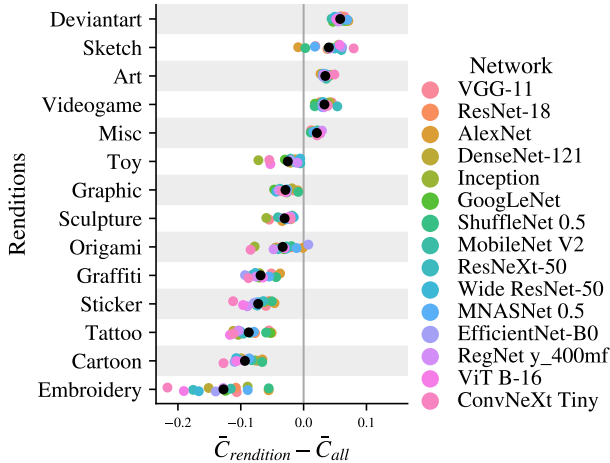 Deviantart
Sketch
Art
Videogame
Misc
Toy
Graphic
Sculpture
Origami
Graffiti
Sticker
Tattoo
Cartoon
Embroidery
Renditions
−0.2 −0.1 0.0 0.1
C̄rendition − C̄all
Network
VGG-11
ResNet-18
AlexNet
DenseNet-121
Inception
GoogLeNet
ShuffleNet 0.5
MobileNet V2
ResNeXt-50
Wide ResNet-50
MNASNet 0.5
EfficientNet-B0
RegNet y_400mf
ViT B-16
ConvNeXt Tiny